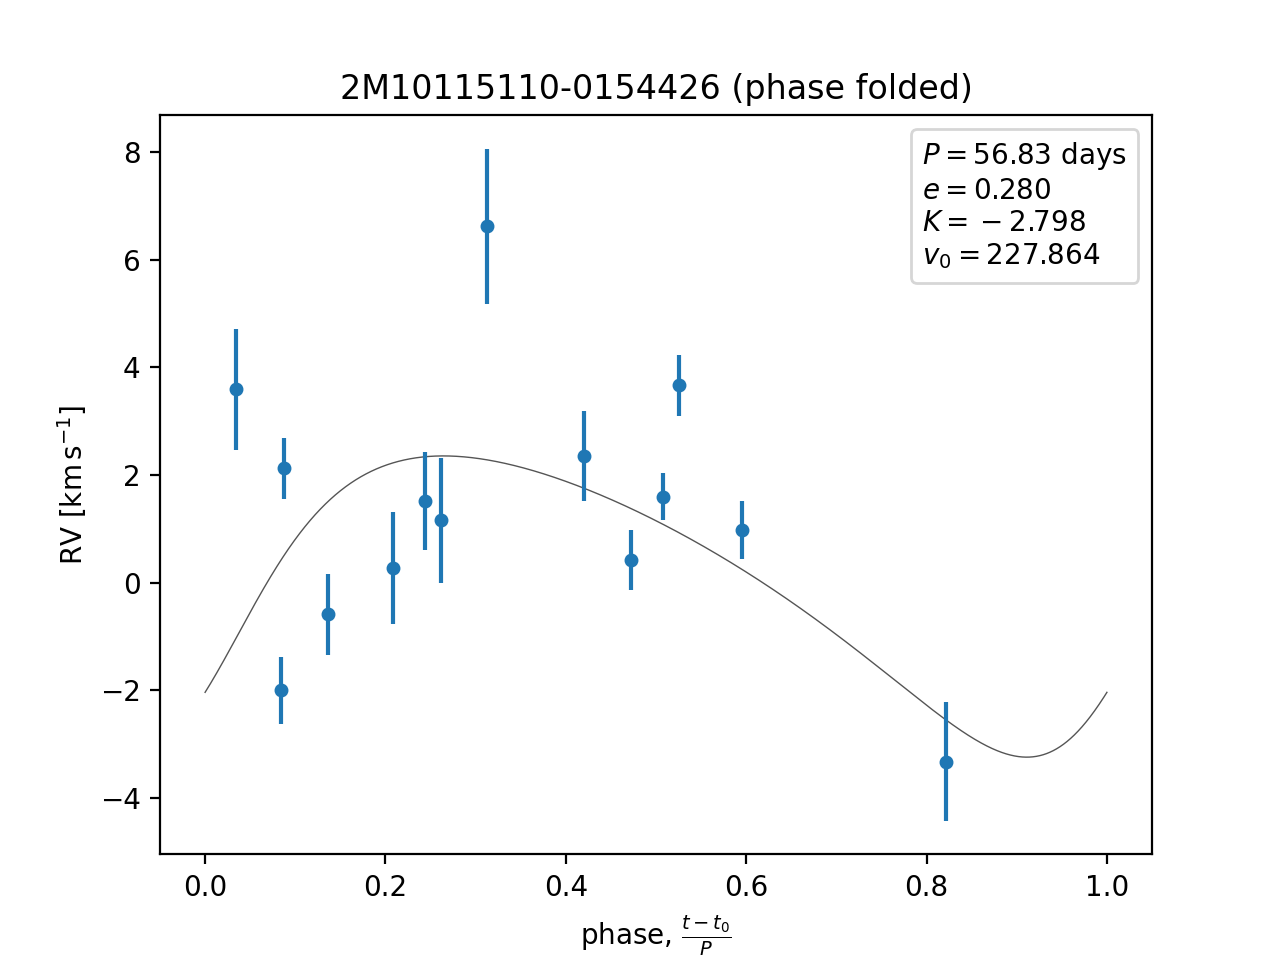 2M10115110-0154426 (phase folded)
P = 56.83 days
e = 0.280
K = −2.798
v₀ = 227.864
8
6
4
2
0
−2
−4
RV [km s⁻¹]
0.0 0.2 0.4 0.6 0.8 1.0
phase, (t − t₀)/P